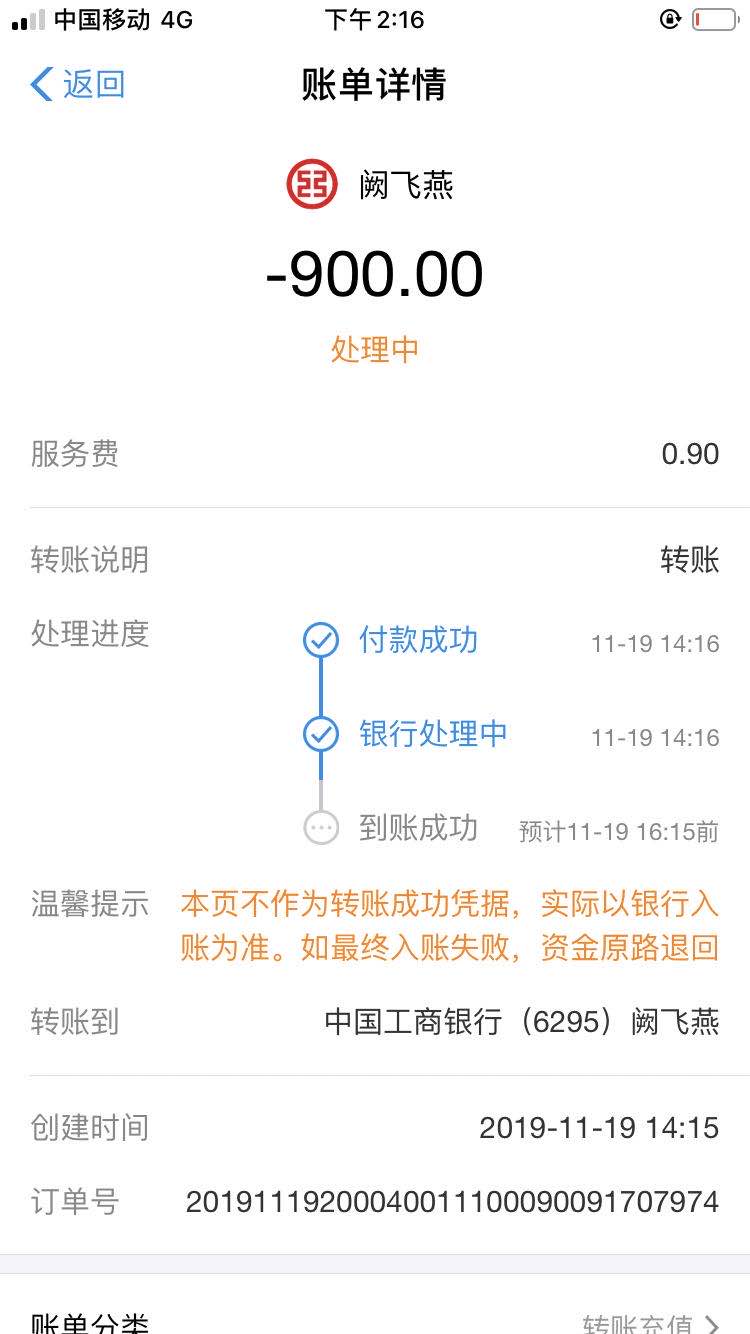 中国移动 4G 下午2:16
返回 账单详情
阙飞燕
-900.00
处理中
服务费 0.90
转账说明 转账
处理进度 付款成功 11-19 14:16
银行处理中 11-19 14:16
到账成功 预计11-19 16:15前
温馨提示 本页不作为转账成功凭据，实际以银行入
账为准。如最终入账失败，资金原路退回
转账到 中国工商银行（6295）阙飞燕
创建时间 2019-11-19 14:15
订单号 20191119200040011100090091707974
账单分类 转账充值